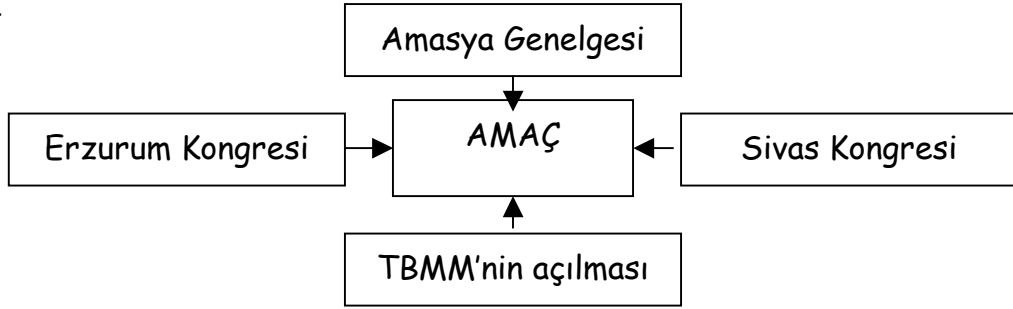 Amasya Genelgesi
AMAÇ
Erzurum Kongresi
Sivas Kongresi
TBMM'nin açılması